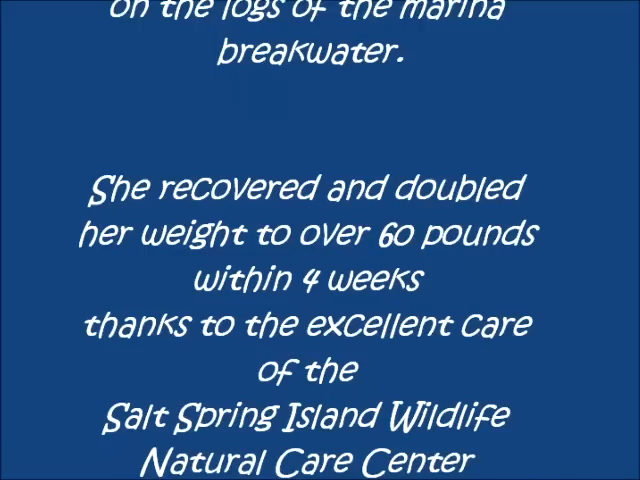 on the logs of the marina
breakwater.
She recovered and doubled
her weight to over 60 pounds
within 4 weeks
thanks to the excellent care
of the
Salt Spring Island Wildlife
Natural Care Center